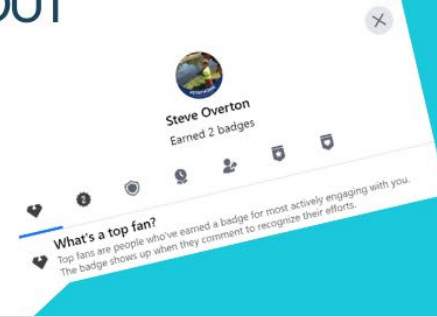 OUT
Steve Overton
Earned 2 badges
What's a top fan?
Top fans are people who've earned a badge for most actively engaging with you.
The badge shows up when they comment to recognize their efforts.